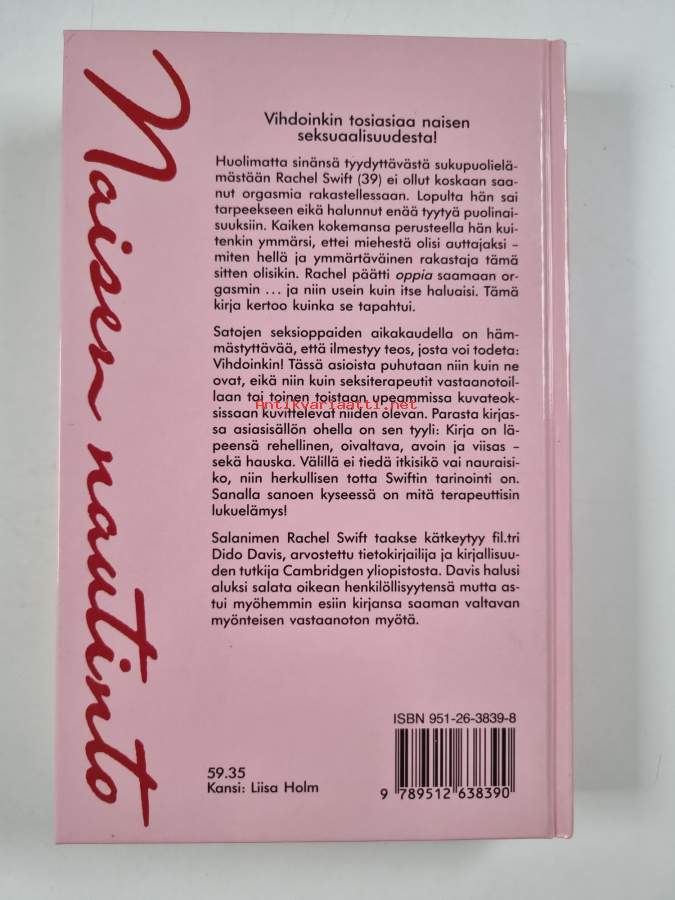 Naisen nautinto
Vihdoinkin tosiasiaa naisen
seksuaalisuudesta!
Huolimatta sinänsä tyydyttävästä sukupuolielä-
mästään Rachel Swift (39) ei ollut koskaan saa-
nut orgasmia rakastellessaan. Lopulta hän sai
tarpeekseen eikä halunnut enää tyytyä puolinai-
suuksiin. Kaiken kokemansa perusteella hän kui-
tenkin ymmärsi, ettei miehestä olisi auttajaksi –
miten hellä ja ymmärtäväinen rakastaja tämä
sitten olisikin. Rachel päätti oppia saamaan or-
gasmin ... ja niin usein kuin itse haluaisi. Tämä
kirja kertoo kuinka se tapahtui.
Satojen seksioppaiden aikakaudella on häm-
mästyttävää, että ilmestyy teos, josta voi todeta:
Vihdoinkin! Tässä asioista puhutaan niin kuin ne
ovat, eikä niin kuin seksiterapeutit vastaanotoil-
laan tai toinen toistaan upeammissa kuvateok-
Antikvariaatti.net
sissaan kuvittelevat niiden olevan. Parasta kirjas-
sa asiasisällön ohella on sen tyyli: Kirja on lä-
peensä rehellinen, oivaltava, avoin ja viisas –
sekä hauska. Välillä ei tiedä itkisikö vai nauraisi-
ko, niin herkullisen totta Swiftin tarinointi on.
Sanalla sanoen kyseessä on mitä terapeuttisin
lukuelämys!
Salanimen Rachel Swift taakse kätkeytyy fil.tri
Dido Davis, arvostettu tietokirjailija ja kirjallisuu-
den tutkija Cambridgen yliopistosta. Davis halusi
aluksi salata oikean henkilöllisyytensä mutta as-
tui myöhemmin esiin kirjansa saaman valtavan
myönteisen vastaanoton myötä.
ISBN 951-26-3839-8
59.35
Kansi: Liisa Holm
9 789512 638390